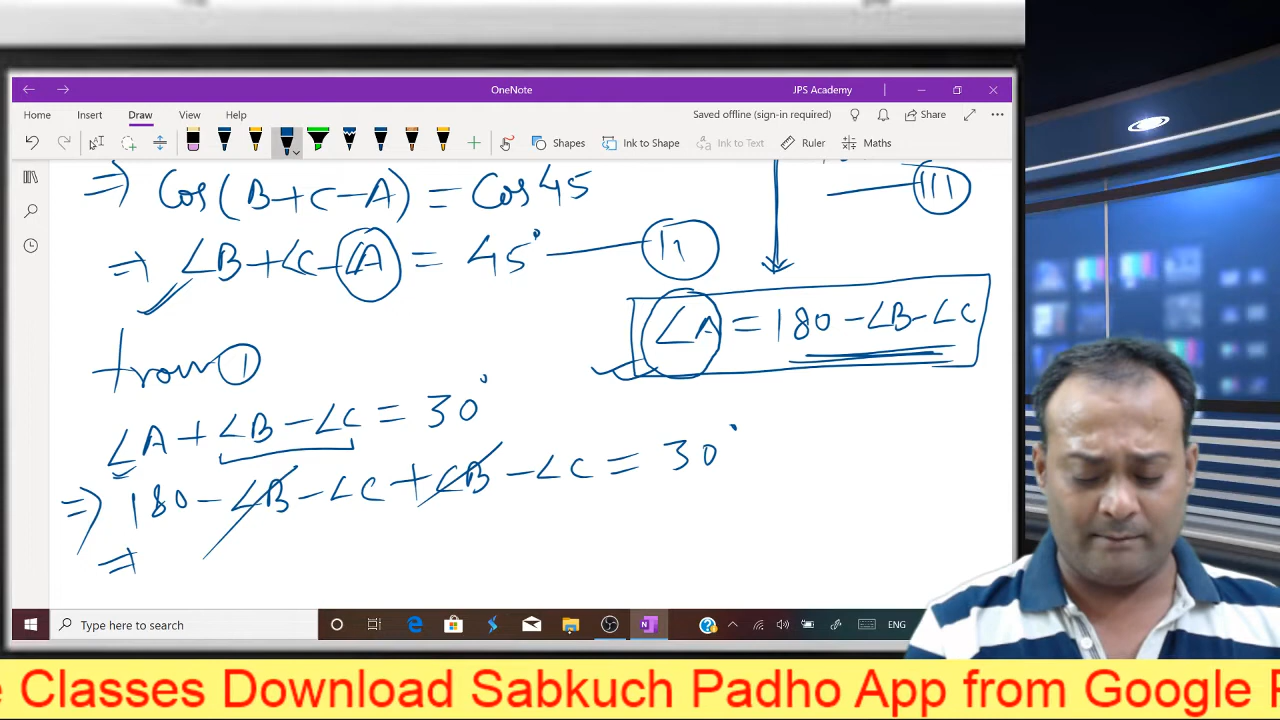 OneNote
JPS Academy
Home Insert Draw View Help
Saved offline (sign-in required)
Share
Shapes
Ink to Shape
Ink to Text
Ruler
Maths
⇒ Cos(B+C-A) = Cos 45
III
⇒ ∠B+∠C-∠A = 45° — II
∠A = 180-∠B-∠C
from I
∠A + ∠B - ∠C = 30°
⇒ 180 - ∠B - ∠C + ∠B - ∠C = 30°
⇒
Type here to search
ENG
e Classes Download Sabkuch Padho App from Google P